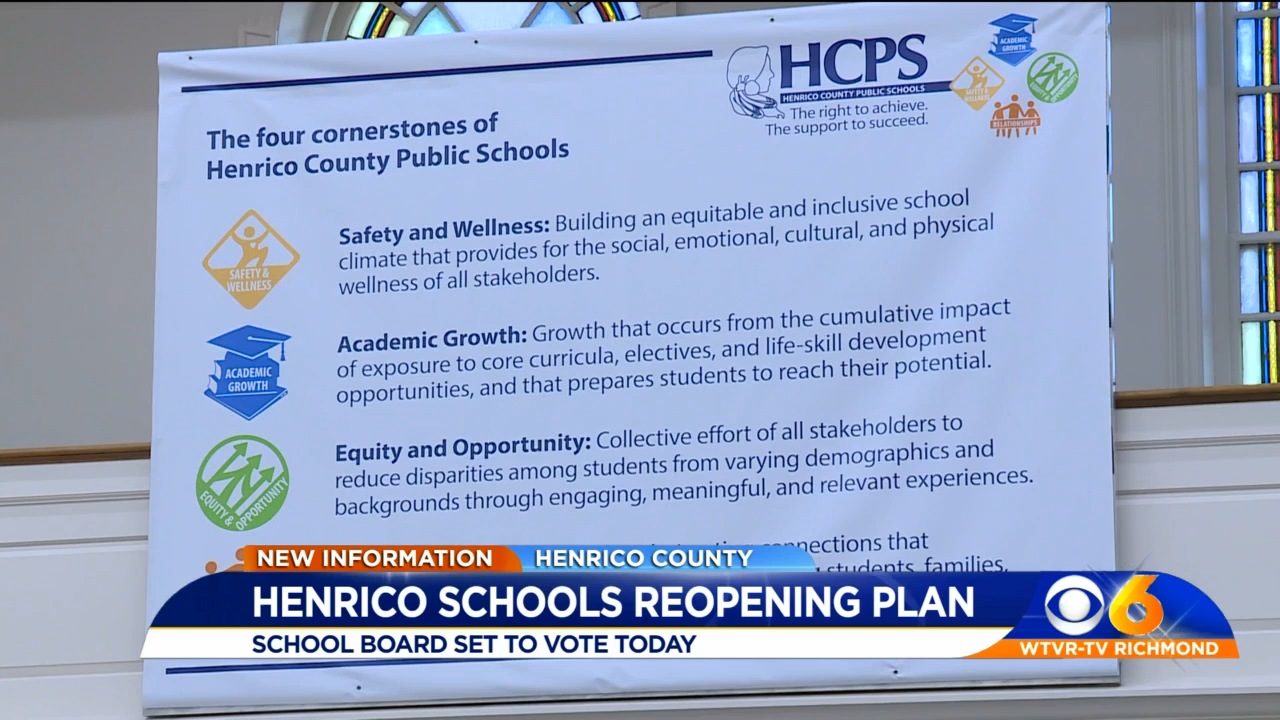 HCPS
HENRICO COUNTY PUBLIC SCHOOLS
The right to achieve.
The support to succeed.
ACADEMIC
GROWTH
SAFETY &
WELLNESS
EQUITY &
OPPORTUNITY
RELATIONSHIPS
The four cornerstones of
Henrico County Public Schools
SAFETY &
WELLNESS
Safety and Wellness: Building an equitable and inclusive school
climate that provides for the social, emotional, cultural, and physical
wellness of all stakeholders.
ACADEMIC
GROWTH
Academic Growth: Growth that occurs from the cumulative impact
of exposure to core curricula, electives, and life-skill development
opportunities, and that prepares students to reach their potential.
EQUITY &
OPPORTUNITY
Equity and Opportunity: Collective effort of all stakeholders to
reduce disparities among students from varying demographics and
backgrounds through engaging, meaningful, and relevant experiences.
that
students, families,
NEW INFORMATION
HENRICO COUNTY
HENRICO SCHOOLS REOPENING PLAN
SCHOOL BOARD SET TO VOTE TODAY
6
WTVR-TV RICHMOND